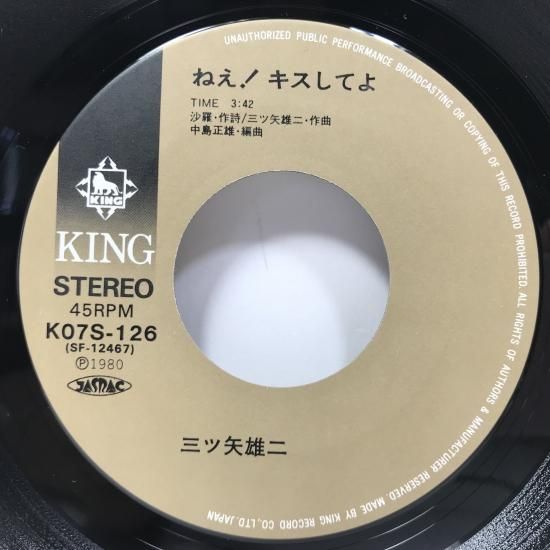 UNAUTHORIZED PUBLIC PERFORMANCE BROADCASTING OR COPYING OF THIS RECORD PROHIBITED. ALL RIGHTS OF AUTHORS & MANUFACTURER RESERVED. MADE BY KING RECORD CO., LTD. JAPAN
ねえ! キスしてよ
TIME 3:42
沙羅・作詩/三ツ矢雄二・作曲
中島正雄・編曲
KING
KING
STEREO
45RPM
K07S-126
(SF-12467)
Ⓟ1980
JASRAC
三ツ矢雄二